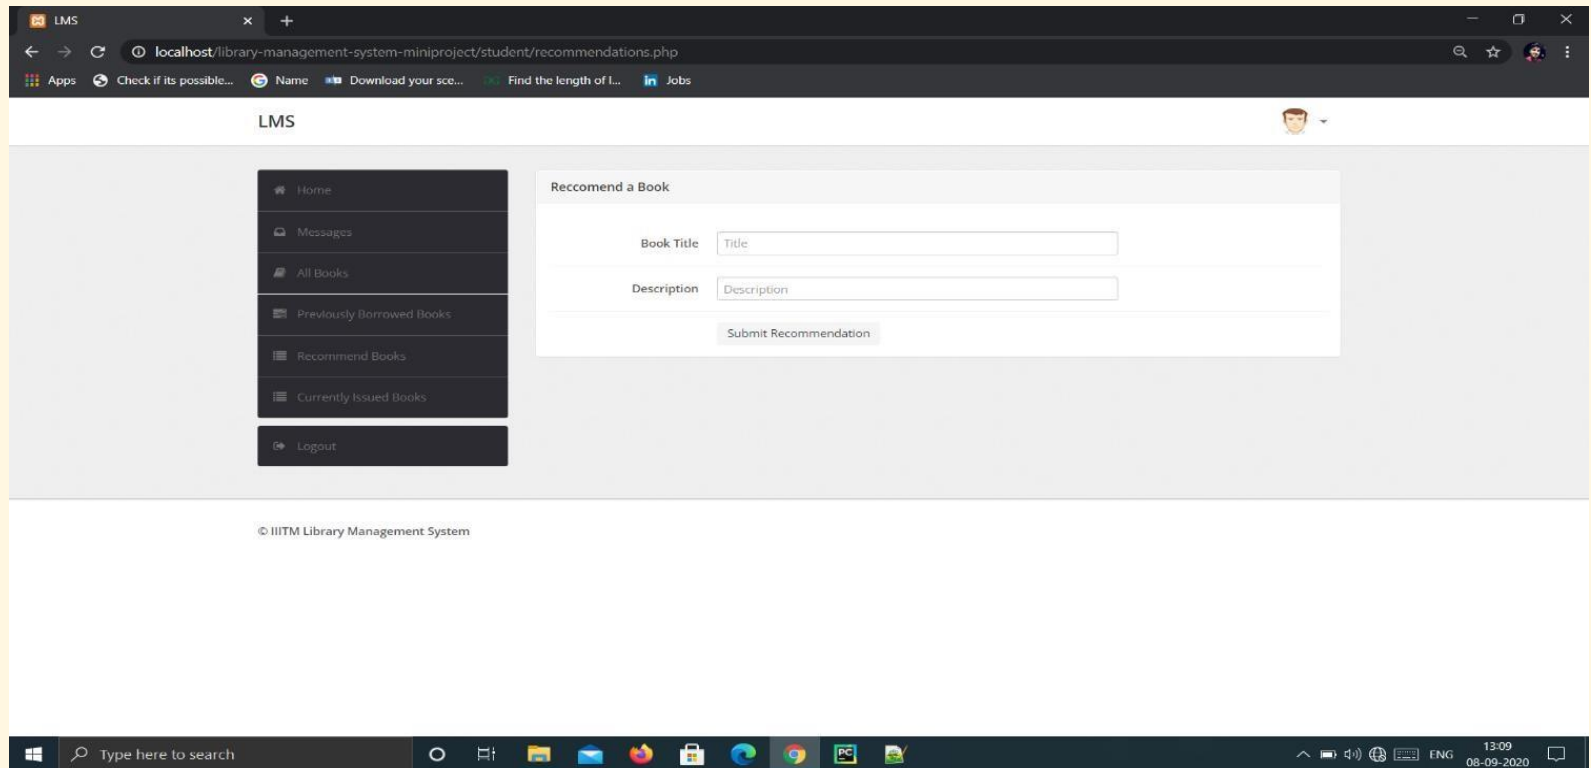 LMS
localhost/library-management-system-miniproject/student/recommendations.php
Apps Check if its possible... Name Download your sce... Find the length of l... in Jobs
LMS
Home
Messages
All Books
Previously Borrowed Books
Recommend Books
Currently Issued Books
Logout
Reccomend a Book
Book Title Title
Description Description
Submit Recommendation
© IIITM Library Management System
Type here to search
PC
ENG
13:09
08-09-2020